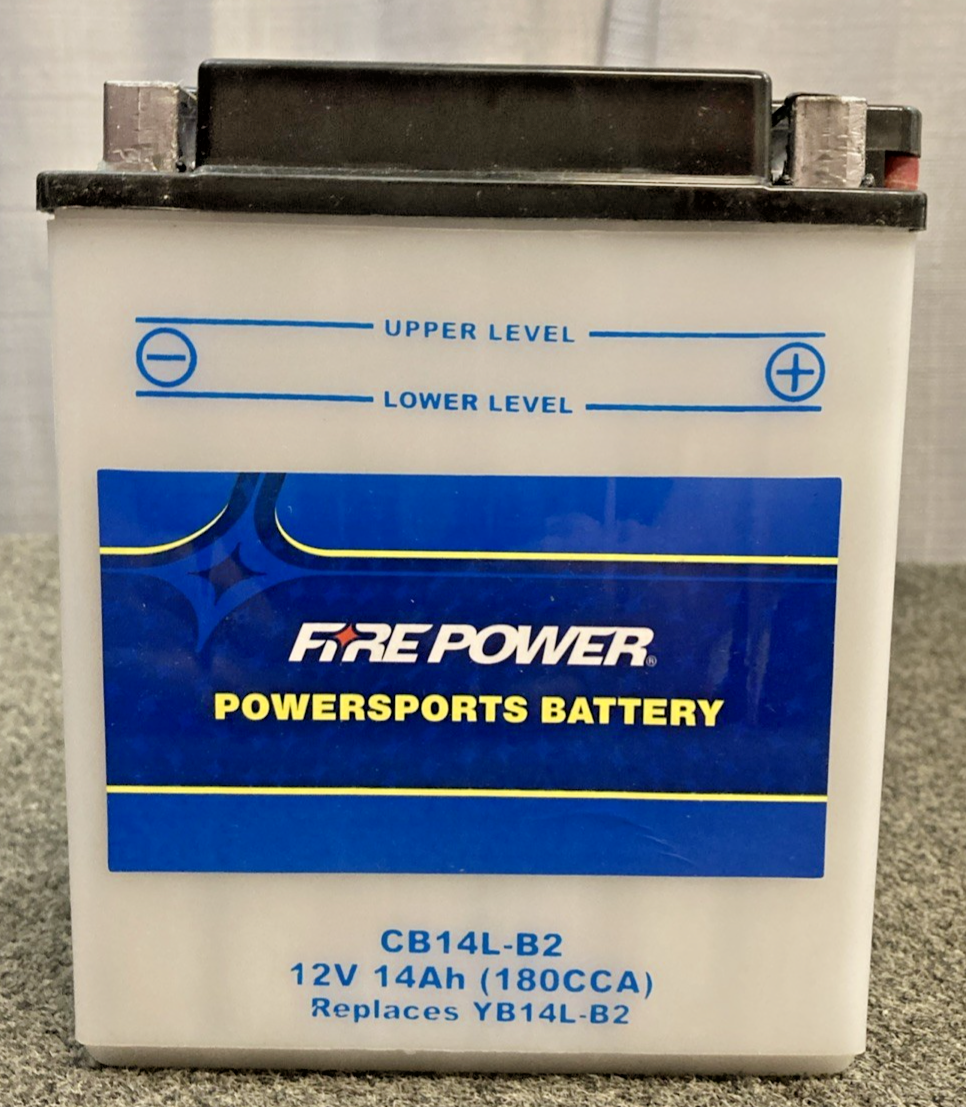 UPPER LEVEL
LOWER LEVEL
FIRE POWER®
POWERSPORTS BATTERY
CB14L-B2
12V 14Ah (180CCA)
Replaces YB14L-B2